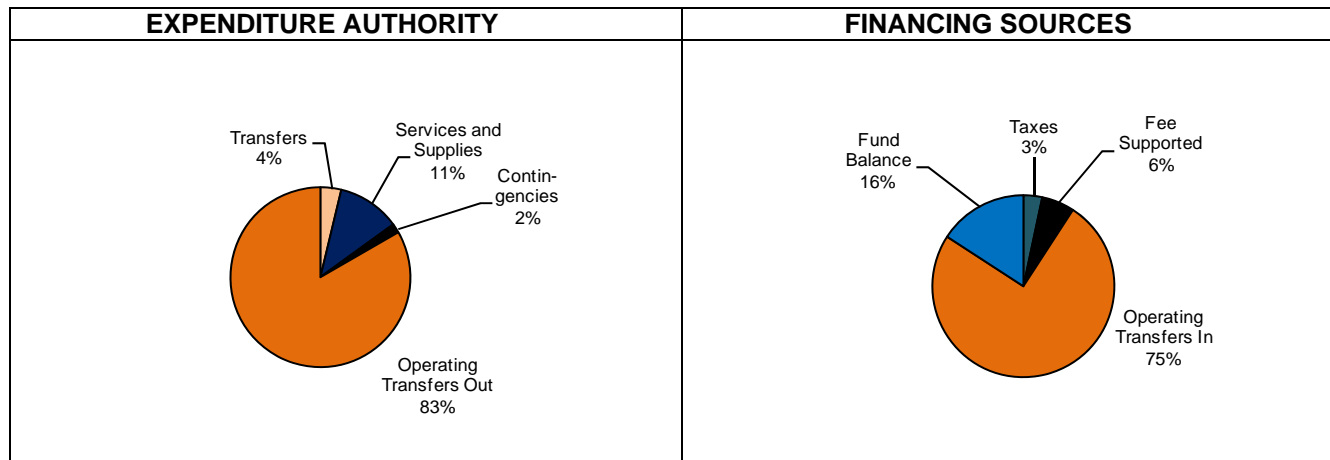 EXPENDITURE AUTHORITY
FINANCING SOURCES
Transfers
4%
Services and
Supplies
11%
Contin-
gencies
2%
Operating
Transfers Out
83%
Fund
Balance
16%
Taxes
3%
Fee
Supported
6%
Operating
Transfers In
75%